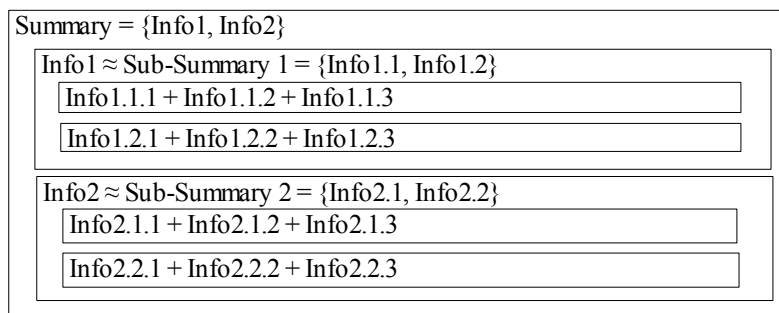 Summary = {Info1, Info2}
Info1 ≈ Sub-Summary 1 = {Info1.1, Info1.2}
Info1.1.1 + Info1.1.2 + Info1.1.3
Info1.2.1 + Info1.2.2 + Info1.2.3
Info2 ≈ Sub-Summary 2 = {Info2.1, Info2.2}
Info2.1.1 + Info2.1.2 + Info2.1.3
Info2.2.1 + Info2.2.2 + Info2.2.3